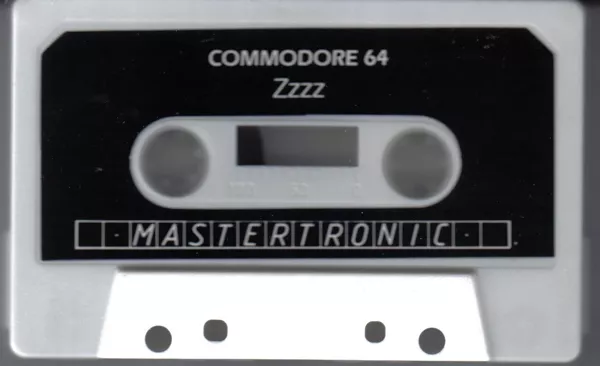 COMMODORE 64
Zzzz
· MASTERTRONIC ·